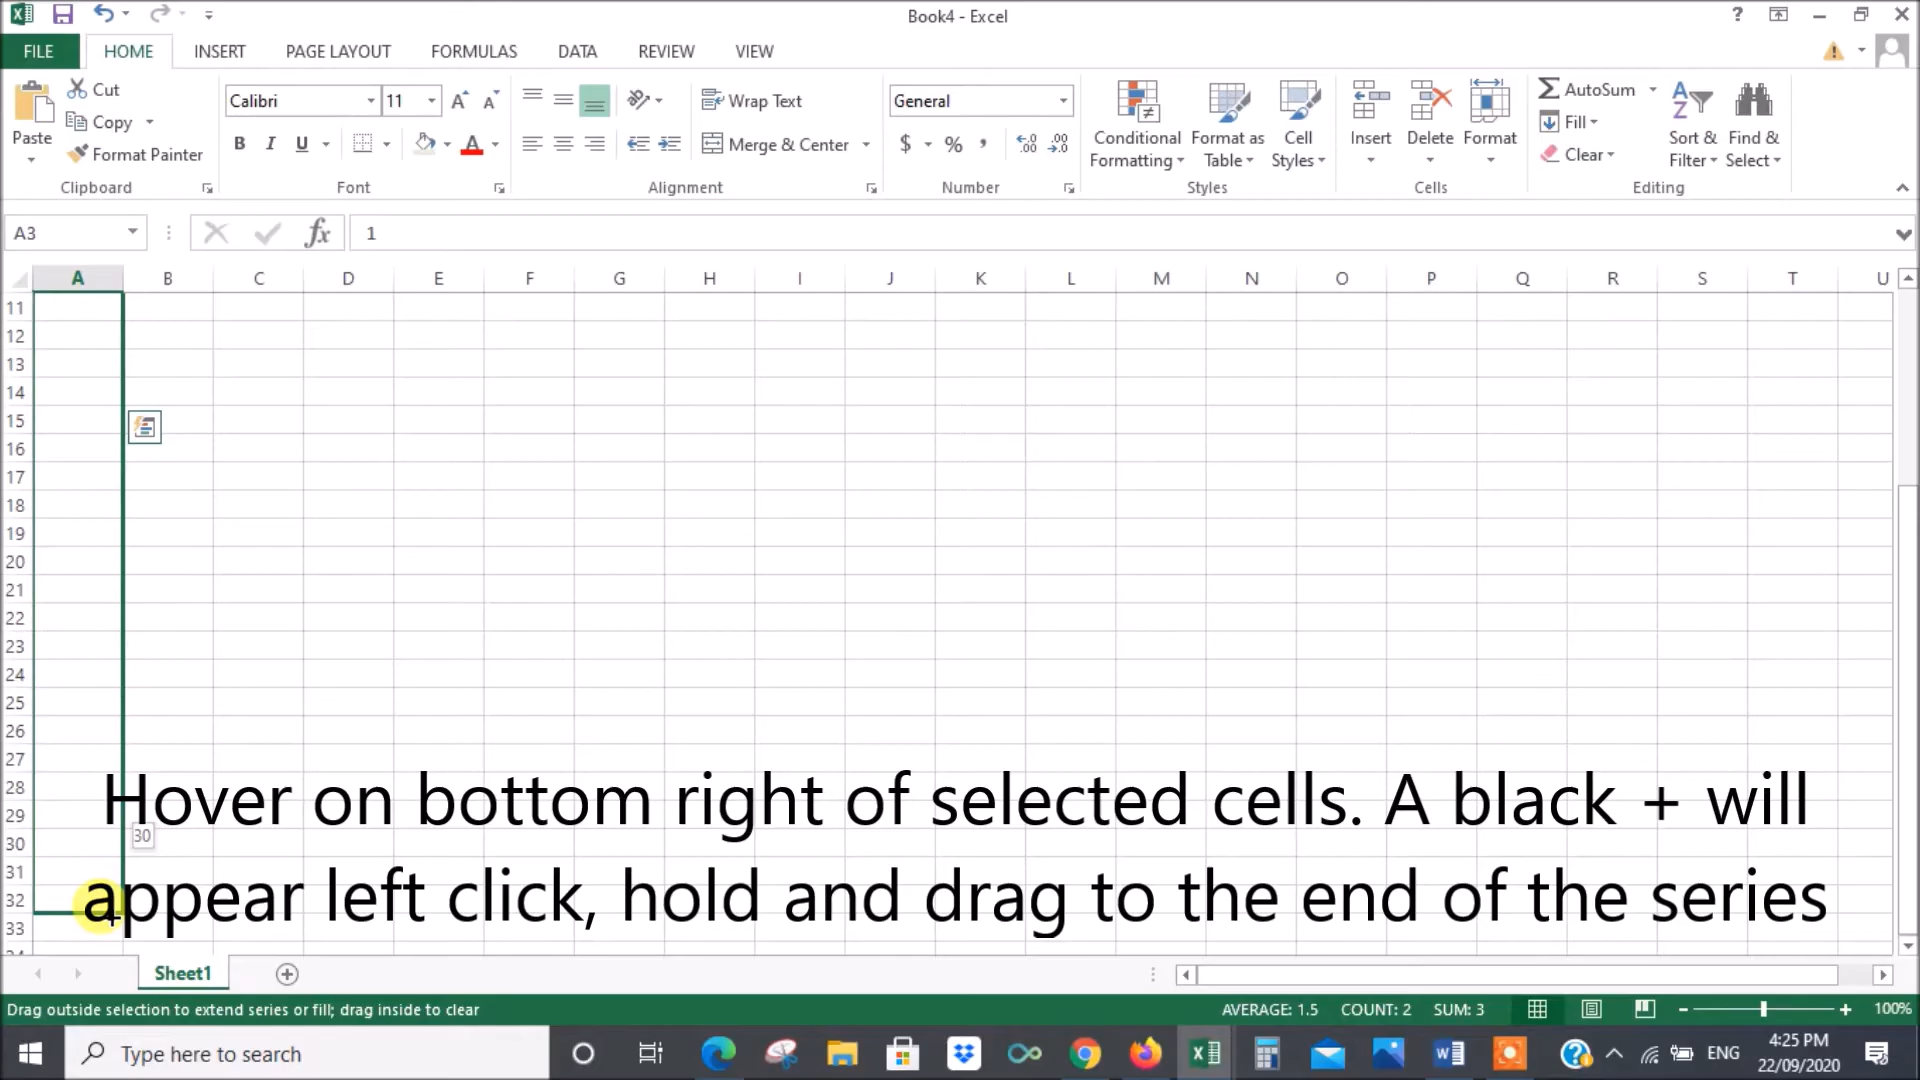 Book4 - Excel
FILE HOME INSERT PAGE LAYOUT FORMULAS DATA REVIEW VIEW
Paste
Cut
Copy
Format Painter
Clipboard
Calibri 11
B I U
Font
Wrap Text
Merge & Center
Alignment
General
$ % ,
Number
Conditional Formatting
Format as Table
Cell Styles
Styles
Insert
Delete
Format
Cells
AutoSum
Fill
Clear
Sort & Filter
Find & Select
Editing
A3 fx 1
A B C D E F G H I J K L M N O P Q R S T U
11
12
13
14
15
16
17
18
19
20
21
22
23
24
25
26
27
28
29
30
31
32
33
Hover on bottom right of selected cells. A black + will
30
appear left click, hold and drag to the end of the series
Sheet1
Drag outside selection to extend series or fill; drag inside to clear AVERAGE: 1.5 COUNT: 2 SUM: 3 100%
Type here to search ENG 4:25 PM
22/09/2020